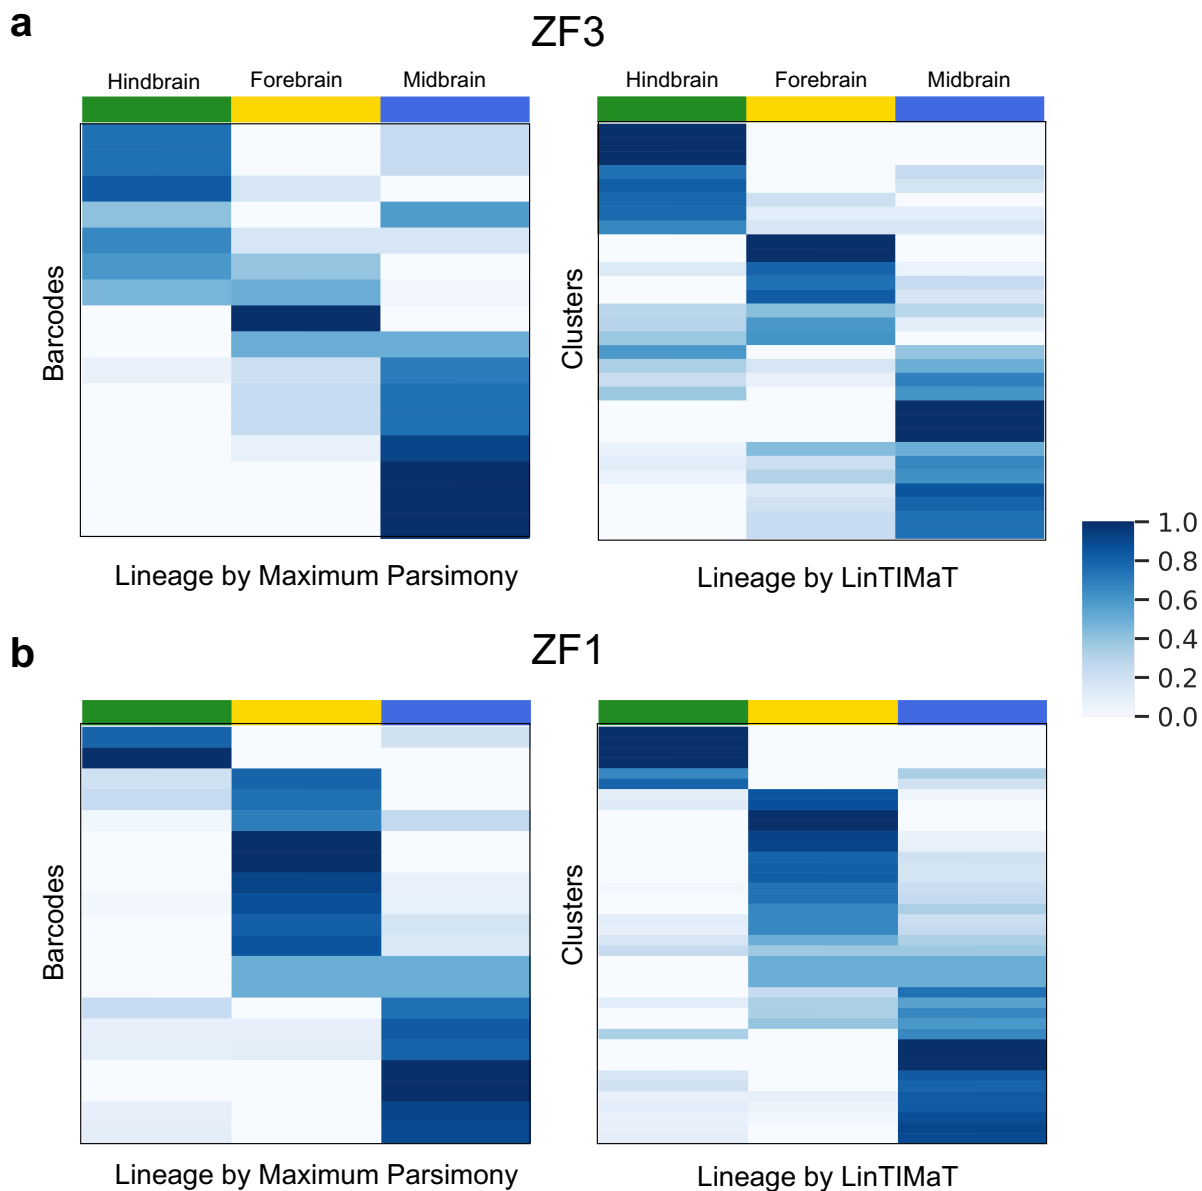 a
ZF3
Hindbrain Forebrain Midbrain
Hindbrain Forebrain Midbrain
Barcodes
Clusters
Lineage by Maximum Parsimony
Lineage by LinTIMaT
1.0
0.8
0.6
0.4
0.2
0.0
b
ZF1
Barcodes
Clusters
Lineage by Maximum Parsimony
Lineage by LinTIMaT